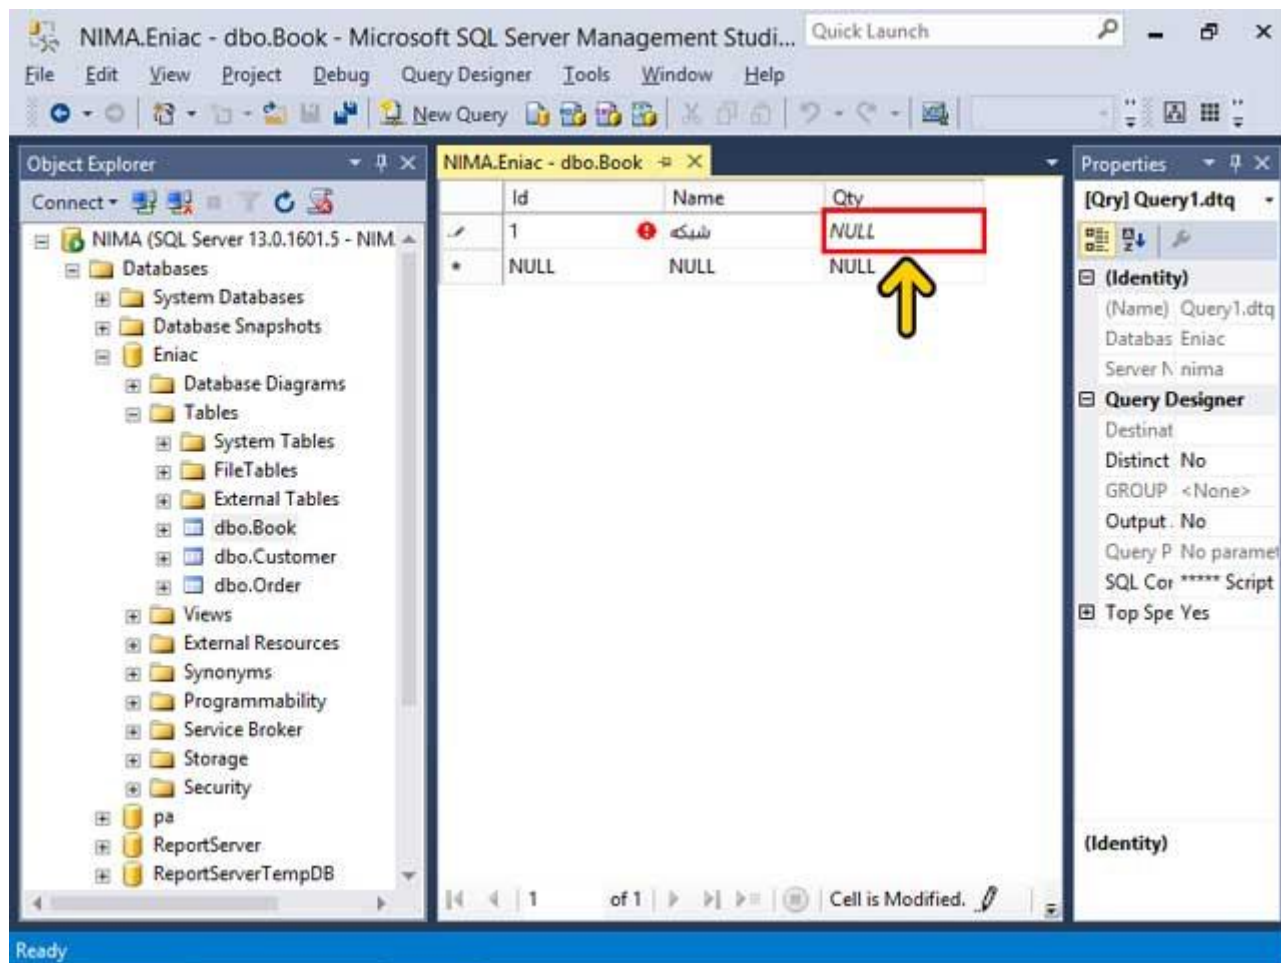 NIMA.Eniac - dbo.Book - Microsoft SQL Server Management Studi...
Quick Launch
File Edit View Project Debug Query Designer Tools Window Help
New Query
Object Explorer
Connect
NIMA (SQL Server 13.0.1601.5 - NIM
Databases
System Databases
Database Snapshots
Eniac
Database Diagrams
Tables
System Tables
FileTables
External Tables
dbo.Book
dbo.Customer
dbo.Order
Views
External Resources
Synonyms
Programmability
Service Broker
Storage
Security
pa
ReportServer
ReportServerTempDB
NIMA.Eniac - dbo.Book
Id Name Qty
1 شبکه NULL
NULL NULL NULL
1 of 1 Cell is Modified.
Properties
[Qry] Query1.dtq
(Identity)
(Name) Query1.dtq
Databas Eniac
Server N nima
Query Designer
Destinat
Distinct No
GROUP <None>
Output . No
Query P No paramet
SQL Cor ***** Script
Top Spe Yes
(Identity)
Ready